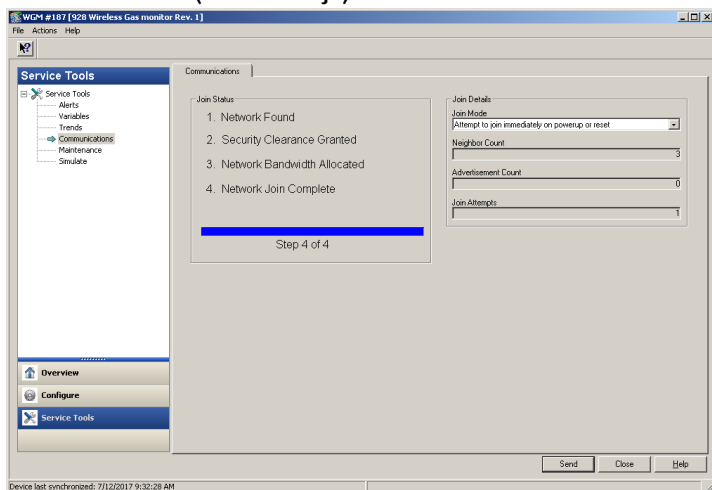 WGM #187 [928 Wireless Gas monitor Rev. 1]
File Actions Help
Service Tools
Service Tools
Alerts
Variables
Trends
Communications
Maintenance
Simulate
Overview
Configure
Service Tools
Communications
Join Status
1. Network Found
2. Security Clearance Granted
3. Network Bandwidth Allocated
4. Network Join Complete
Step 4 of 4
Join Details
Join Mode
Attempt to join immediately on powerup or reset
Neighbor Count
3
Advertisement Count
0
Join Attempts
1
Send Close Help
Device last synchronized: 7/12/2017 9:32:28 AM